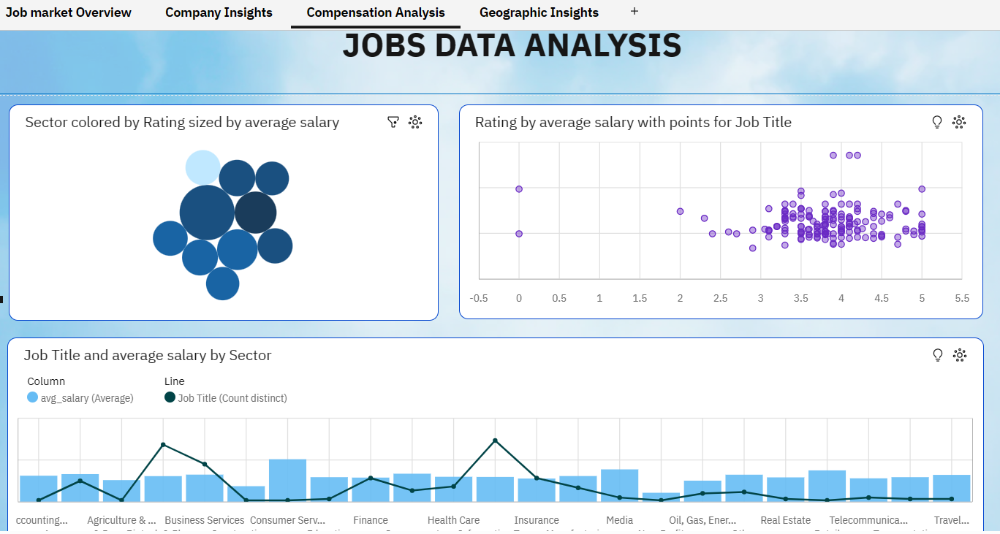 Job market Overview Company Insights Compensation Analysis Geographic Insights +
JOBS DATA ANALYSIS
Sector colored by Rating sized by average salary
Rating by average salary with points for Job Title
-0.5 0 0.5 1 1.5 2 2.5 3 3.5 4 4.5 5 5.5
Job Title and average salary by Sector
Column Line
avg_salary (Average) Job Title (Count distinct)
ccounting... Agriculture & ... Business Services Consumer Serv... Finance Health Care Insurance Media Oil, Gas, Ener... Real Estate Telecommunica... Travel...